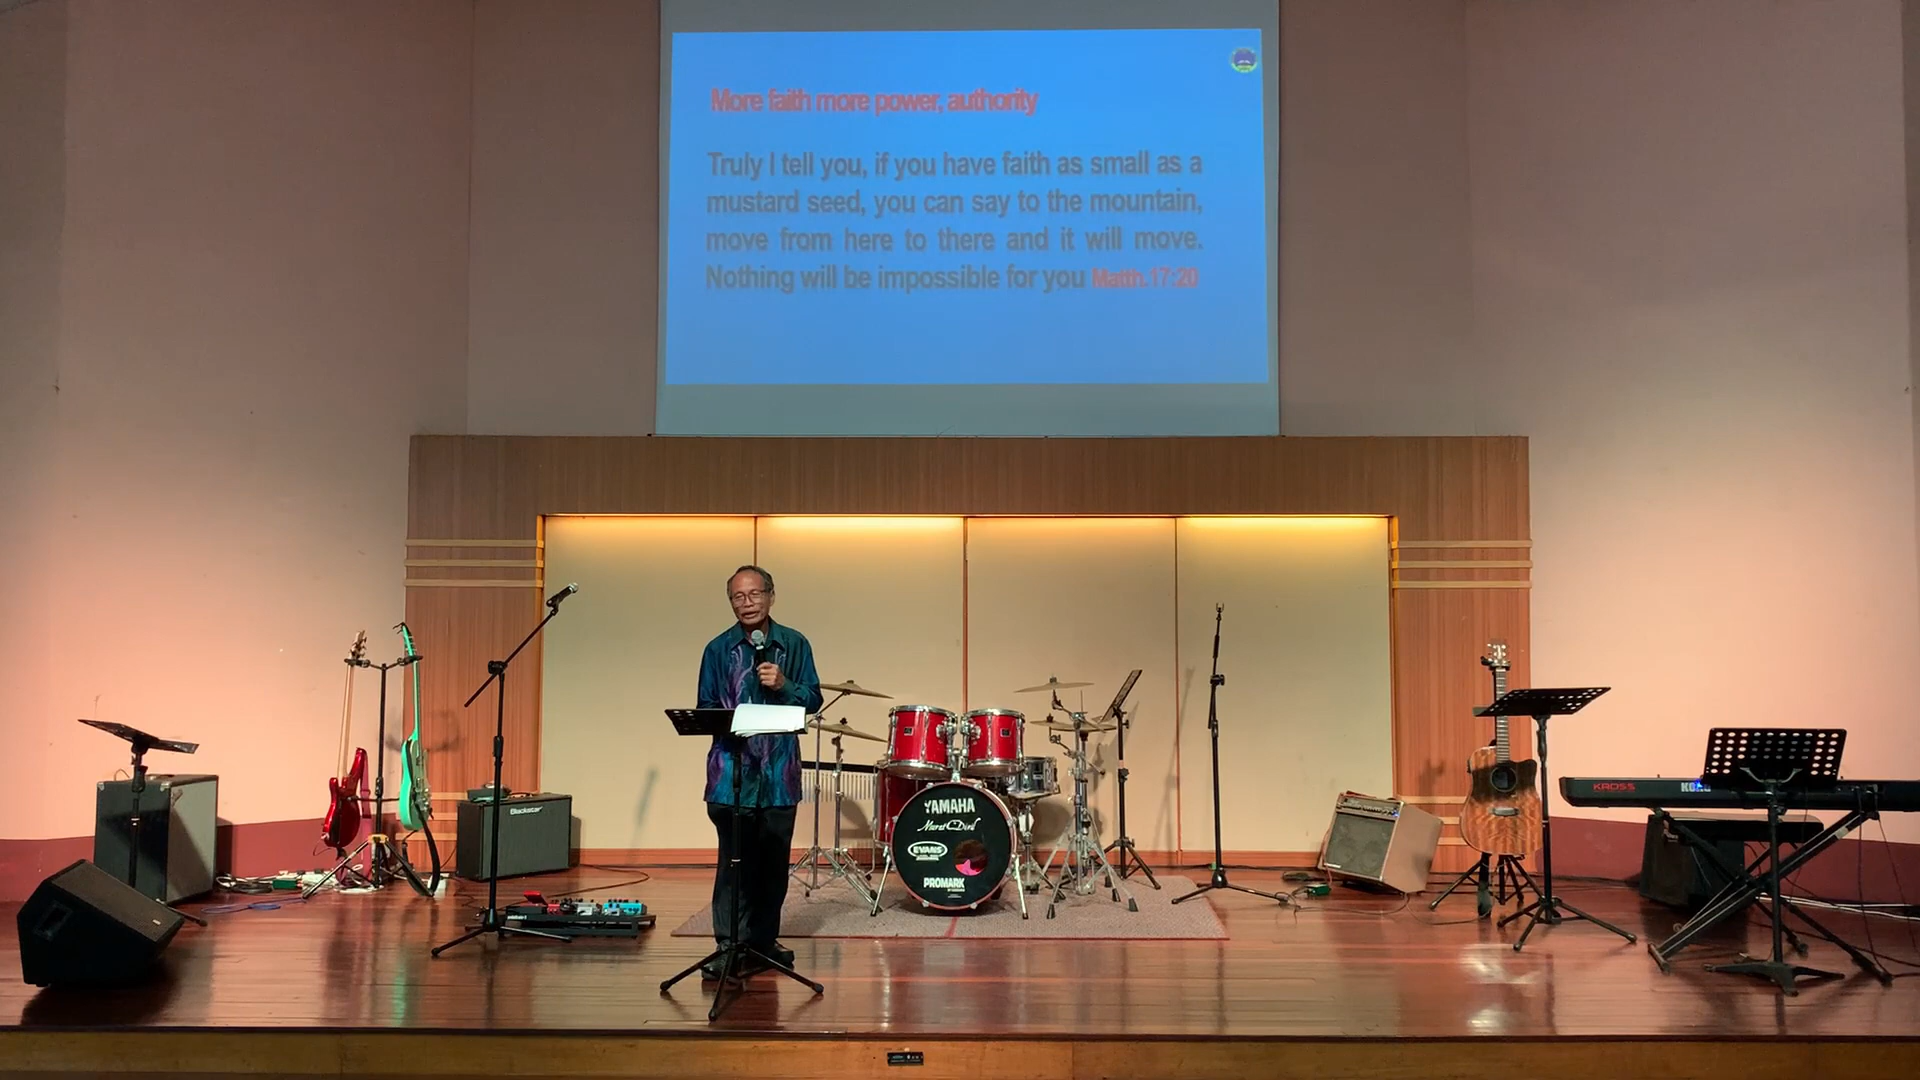 More faith more power, authority
Truly I tell you, if you have faith as small as a
mustard seed, you can say to the mountain,
move from here to there and it will move.
Nothing will be impossible for you Matth.17:20
Blackstar
YAMAHA
EVANS
PROMARK
KROSS
KORG